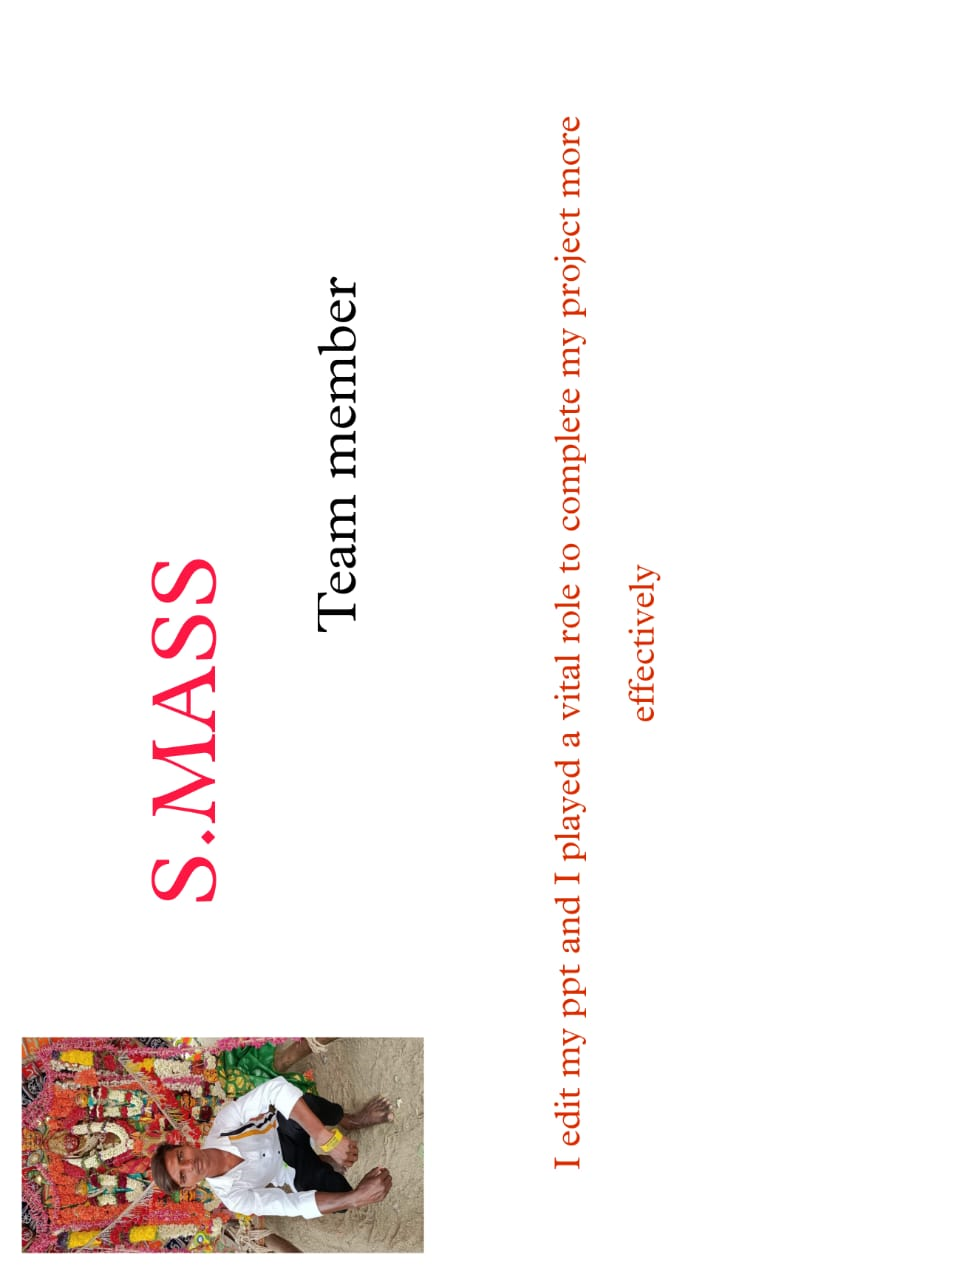 S.MASS
Team member
I edit my ppt and I played a vital role to complete my project more
effectively